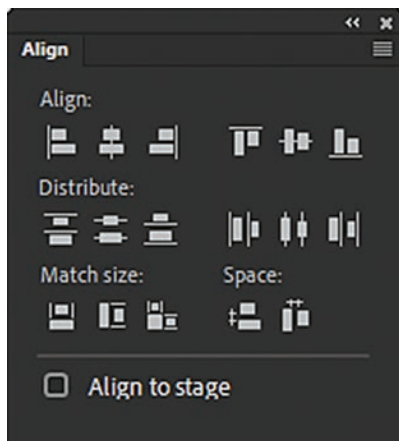 Align
Align:
Distribute:
Match size: Space:
Align to stage